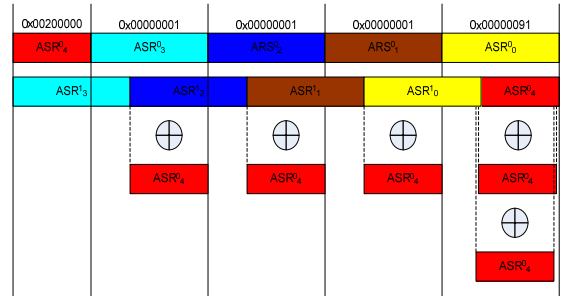 0x00200000 0x00000001 0x00000001 0x00000001 0x00000091
ASR⁰₄ ASR⁰₃ ARS⁰₂ ARS⁰₁ ASR⁰₀
ASR¹₃ ASR¹₂ ASR¹₁ ASR¹₀ ASR⁰₄
ASR⁰₄ ASR⁰₄ ASR⁰₄ ASR⁰₄
ASR⁰₄